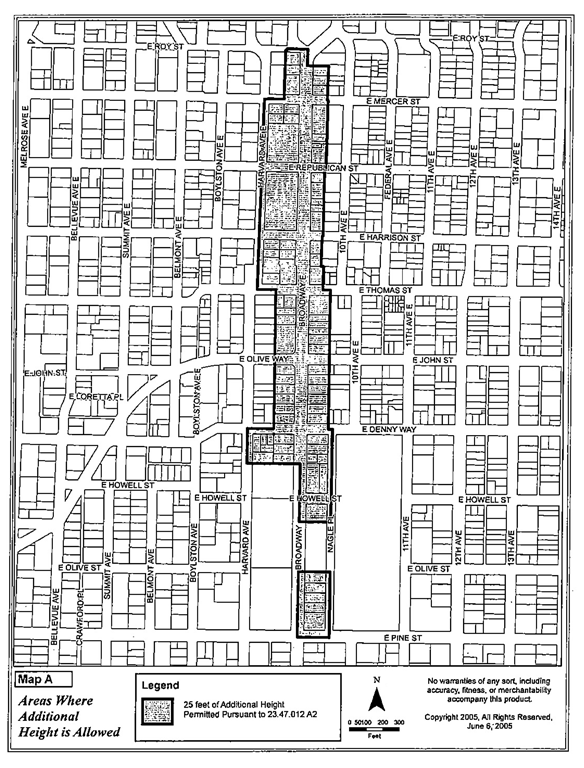 E ROY ST
E ROY ST
E MERCER ST
MELROSE AVE E
HARVARD AVE E
BOYLSTON AVE E
E REPUBLICAN ST
FEDERAL AVE E
11TH AVE E
12TH AVE E
13TH AVE E
14TH AVE E
BELLEVUE AVE E
SUMMIT AVE E
BELMONT AVE E
10TH AVE E
E HARRISON ST
E THOMAS ST
BROADWAY E
11TH AVE E
E OLIVE WAY
10TH AVE E
E JOHN ST
E JOHN ST
E LORETTA PL
BOYLSTON AVE E
E DENNY WAY
E HOWELL ST
E HOWELL ST
E HOWELL ST
E HOWELL ST
HARVARD AVE
BROADWAY
NAGLE PL
11TH AVE
12TH AVE
13TH AVE
E OLIVE ST
E OLIVE ST
SUMMIT AVE
BELMONT AVE
BOYLSTON AVE
BELLEVUE AVE
CRAWFORD PL
E PINE ST
Map A
Areas Where
Additional
Height is Allowed
Legend
25 feet of Additional Height
Permitted Pursuant to 23.47.012 A2
N
0 50100 200 300
Feet
No warranties of any sort, including
accuracy, fitness, or merchantability
accompany this product.
Copyright 2005, All Rights Reserved,
June 6, 2005